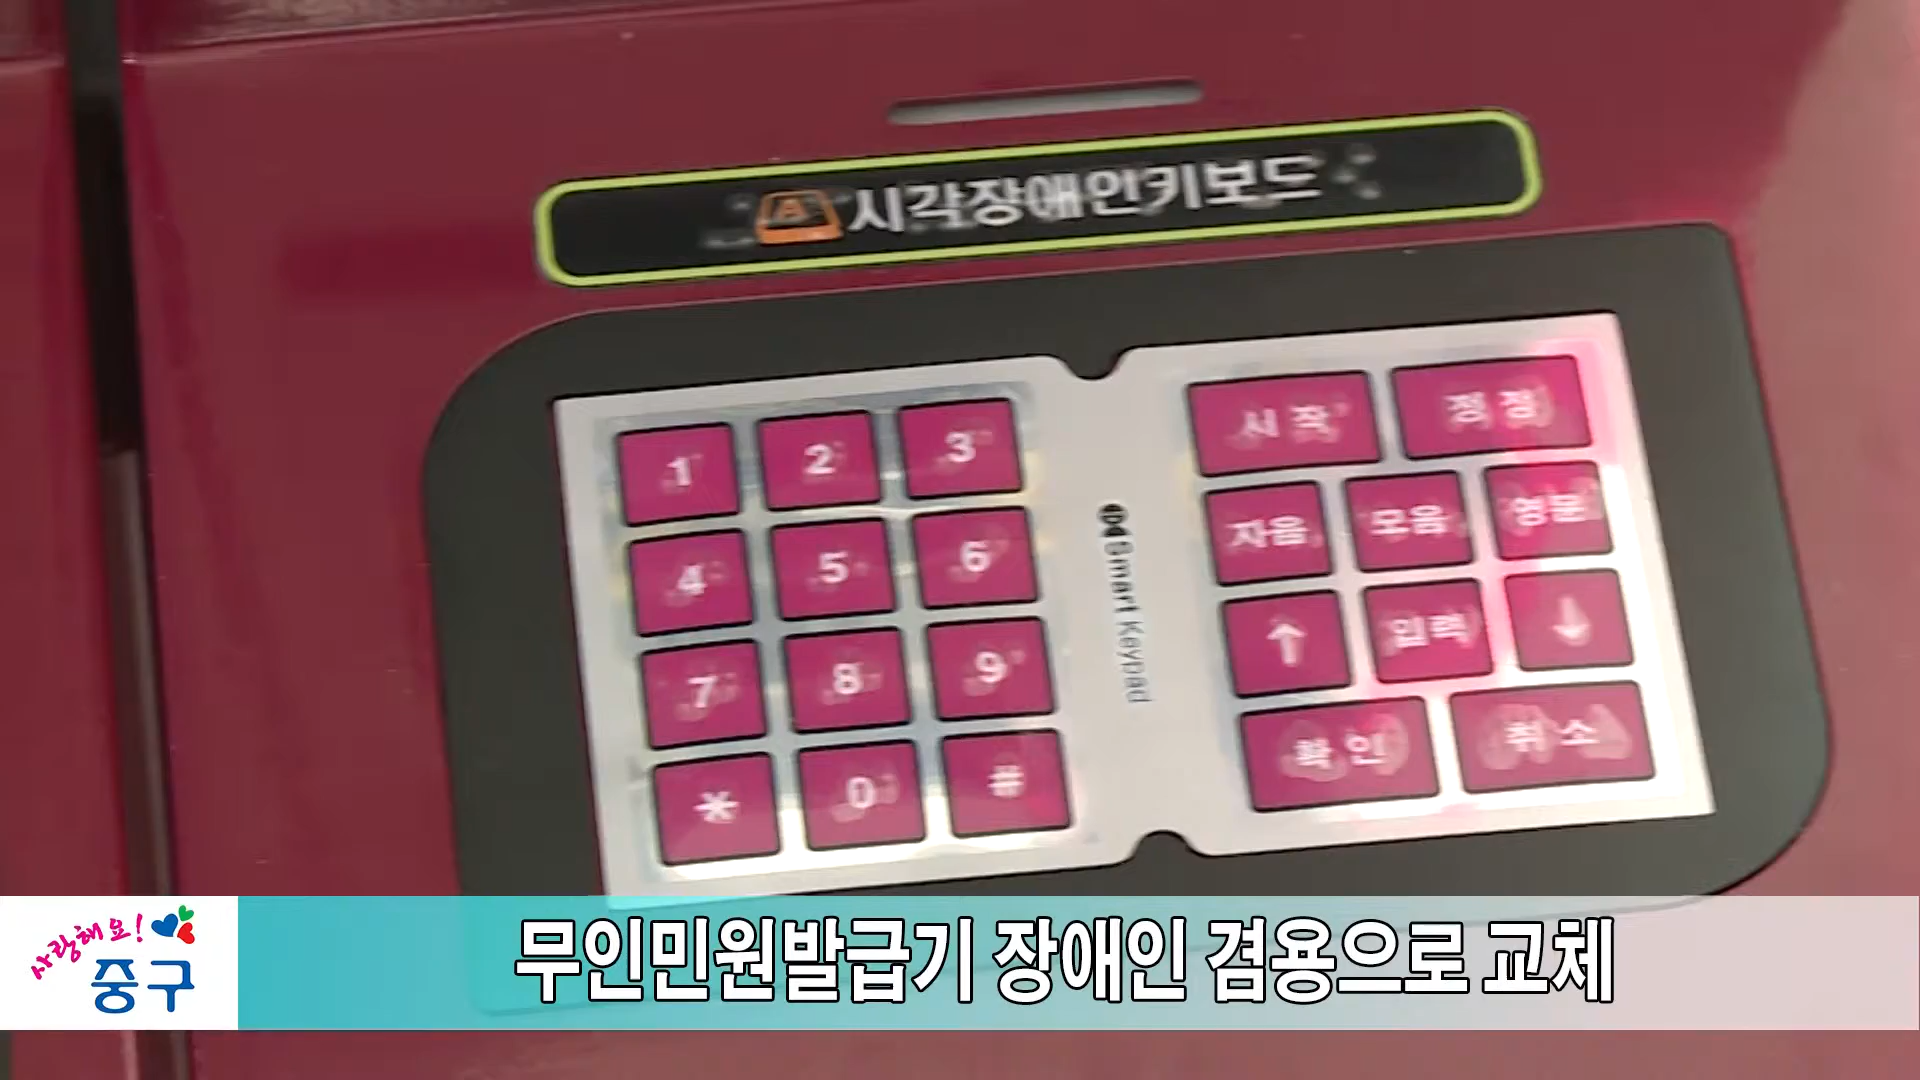 시각장애인키보드
1 2 3
4 5 6
7 8 9
* 0 #
Smart Keypad
시작 정정
자음 모음 영문
↑ 입력 ↓
확인 취소
사랑해요!
중구
무인민원발급기 장애인 겸용으로 교체